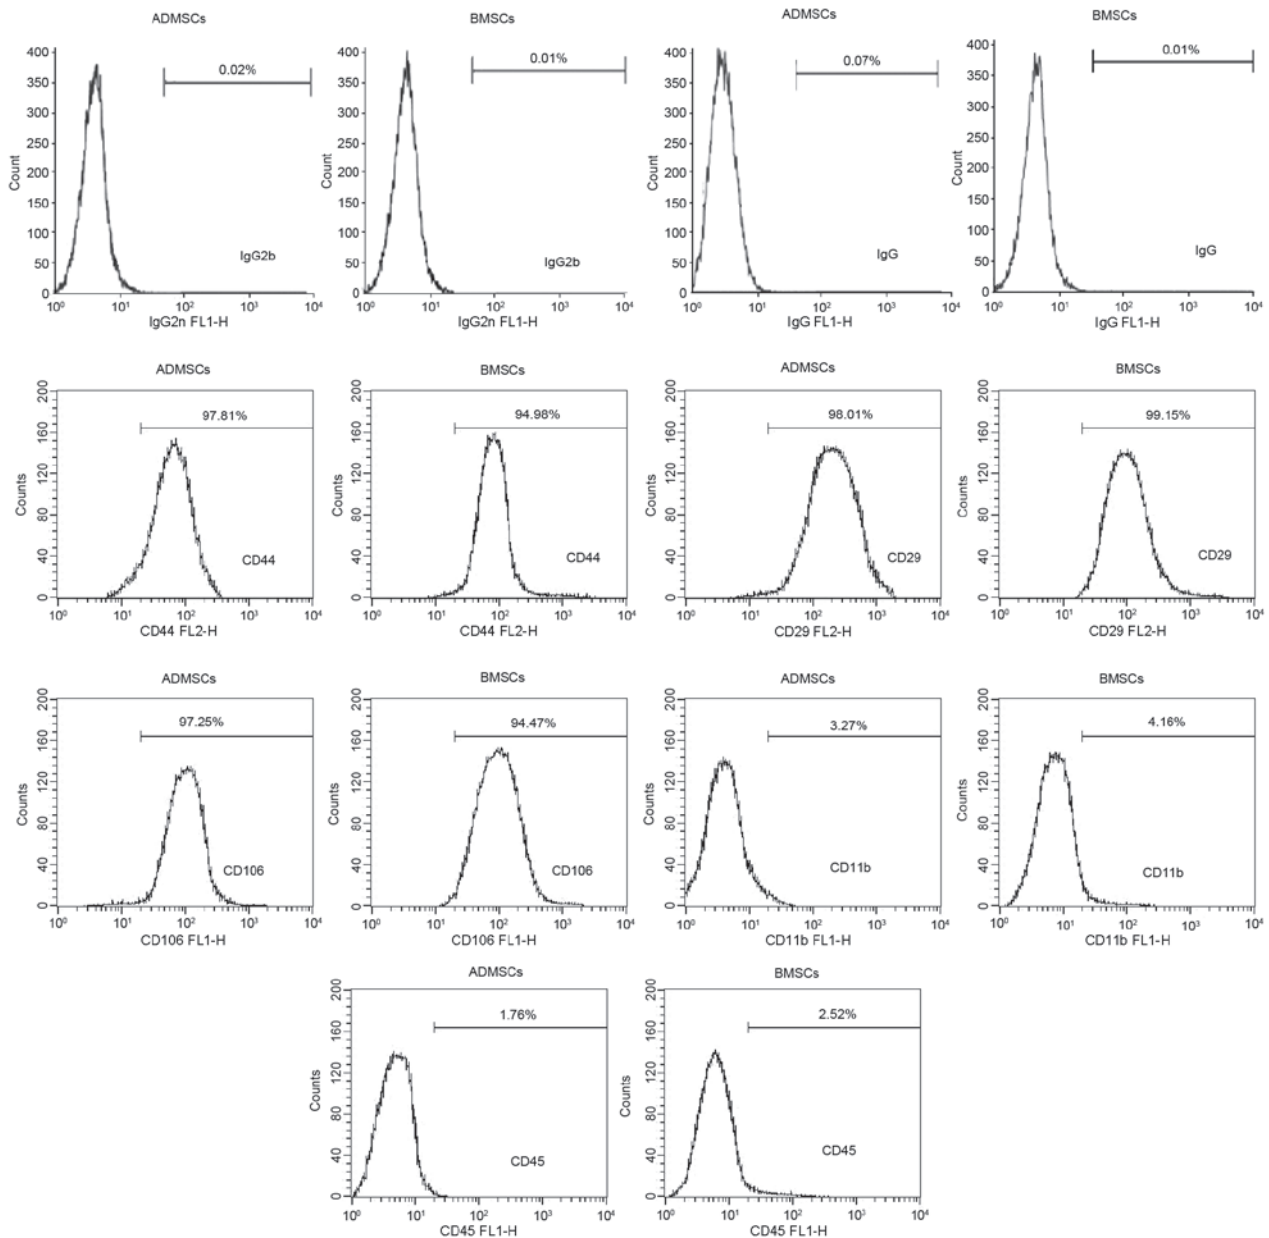 ADMSCs
BMSCs
ADMSCs
BMSCs
400
350
300
250
200
150
100
50
0
Count
0.02%
IgG2b
10⁰ 10¹ 10² 10³ 10⁴
IgG2n FL1-H
400
350
300
250
200
150
100
50
0
Count
0.01%
IgG2b
10⁰ 10¹ 10² 10³ 10⁴
IgG2n FL1-H
400
350
300
250
200
150
100
50
0
Count
0.07%
IgG
10⁰ 10¹ 10² 10³ 10⁴
IgG FL1-H
400
350
300
250
200
150
100
50
0
Count
0.01%
IgG
10⁰ 10¹ 10² 10³ 10⁴
IgG FL1-H
ADMSCs
BMSCs
ADMSCs
BMSCs
200
160
120
80
40
0
Counts
97.81%
CD44
10⁰ 10¹ 10² 10³ 10⁴
CD44 FL2-H
200
160
120
80
40
0
Counts
94.98%
CD44
10⁰ 10¹ 10² 10³ 10⁴
CD44 FL2-H
200
160
120
80
40
0
Counts
98.01%
CD29
10⁰ 10¹ 10² 10³ 10⁴
CD29 FL2-H
200
160
120
80
40
0
Counts
99.15%
CD29
10⁰ 10¹ 10² 10³ 10⁴
CD29 FL2-H
ADMSCs
BMSCs
ADMSCs
BMSCs
200
160
120
80
40
0
Counts
97.25%
CD106
10⁰ 10¹ 10² 10³ 10⁴
CD106 FL1-H
200
160
120
80
40
0
Counts
94.47%
CD106
10⁰ 10¹ 10² 10³ 10⁴
CD106 FL1-H
200
160
120
80
40
0
Counts
3.27%
CD11b
10⁰ 10¹ 10² 10³ 10⁴
CD11b FL1-H
200
160
120
80
40
0
Counts
4.16%
CD11b
10⁰ 10¹ 10² 10³ 10⁴
CD11b FL1-H
ADMSCs
BMSCs
200
160
120
80
40
0
Counts
1.76%
CD45
10⁰ 10¹ 10² 10³ 10⁴
CD45 FL1-H
200
160
120
80
40
0
Counts
2.52%
CD45
10⁰ 10¹ 10² 10³ 10⁴
CD45 FL1-H